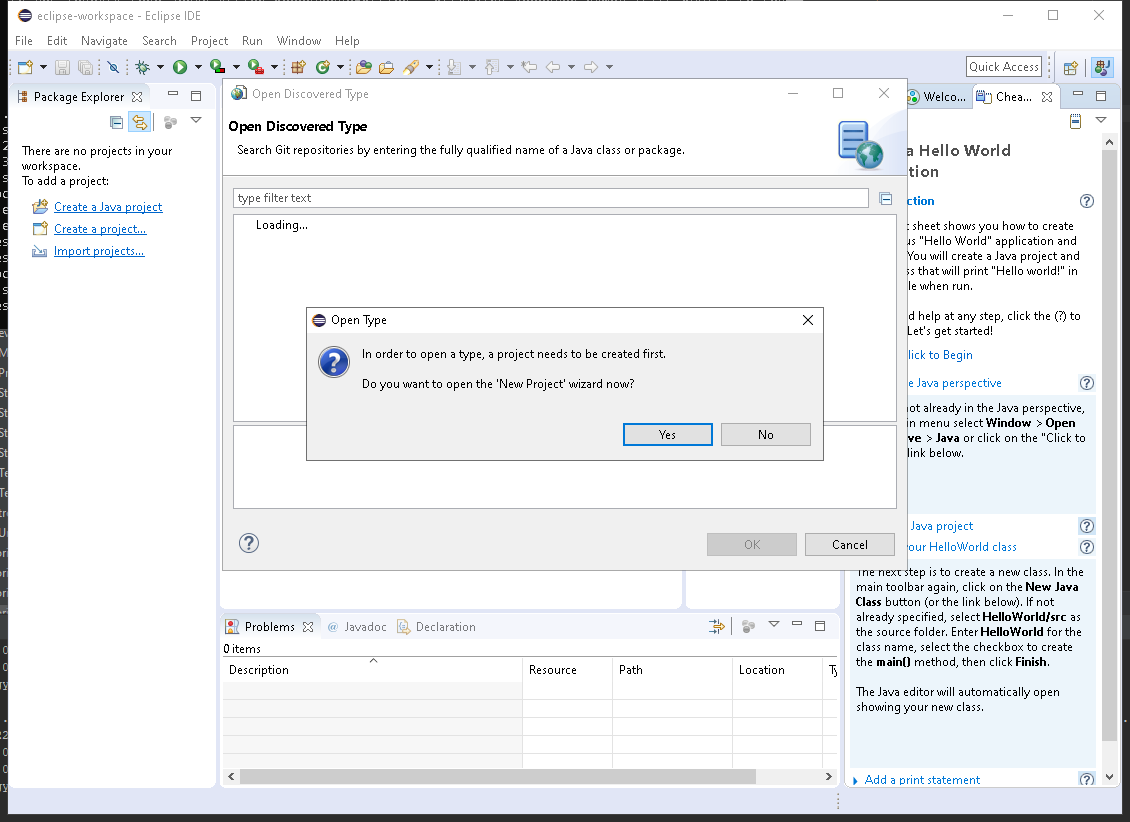 eclipse-workspace - Eclipse IDE
File Edit Navigate Search Project Run Window Help
Quick Access
Package Explorer
There are no projects in your
workspace.
To add a project:
Create a Java project
Create a project...
Import projects...
Open Discovered Type
Open Discovered Type
Search Git repositories by entering the fully qualified name of a Java class or package.
type filter text
Loading...
Open Type
In order to open a type, a project needs to be created first.
Do you want to open the 'New Project' wizard now?
Yes No
OK Cancel
Problems Javadoc Declaration
0 items
Description Resource Path Location Ty
Welco... Chea...
a Hello World
tion
ction
t sheet shows you how to create
us "Hello World" application and
You will create a Java project and
ss that will print "Hello world!" in
le when run.
d help at any step, click the (?) to
Let's get started!
lick to Begin
e Java perspective
not already in the Java perspective,
in menu select Window > Open
ve > Java or click on the "Click to
link below.
Java project
our HelloWorld class
The next step is to create a new class. In the
main toolbar again, click on the New Java
Class button (or the link below). If not
already specified, select HelloWorld/src as
the source folder. Enter HelloWorld for the
class name, select the checkbox to create
the main() method, then click Finish.
The Java editor will automatically open
showing your new class.
Add a print statement